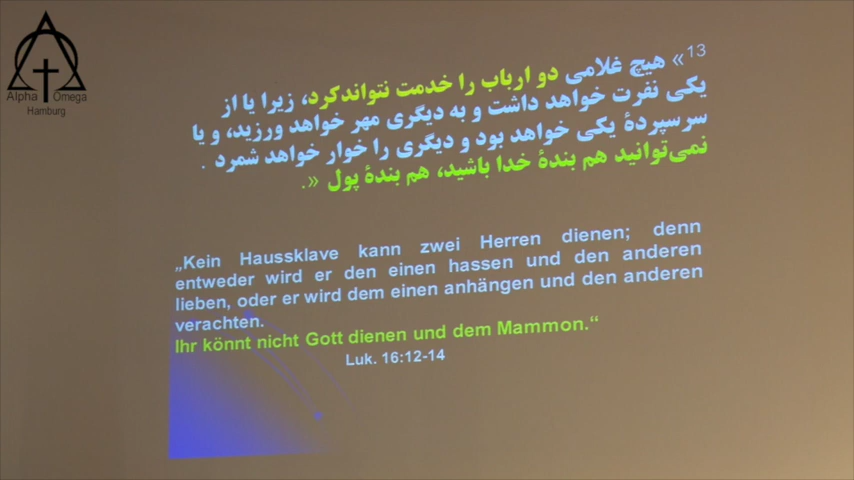 Alpha Omega
Hamburg
13 » هیچ غلامی دو ارباب را خدمت نتواندکرد، زیرا یا از
یکی نفرت خواهد داشت و به دیگری مهر خواهد ورزید، و یا
سرسپردهٔ یکی خواهد بود و دیگری را خوار خواهد شمرد .
نمی‌توانید هم بندهٔ خدا باشید، هم بندهٔ پول «.
„Kein Haussklave kann zwei Herren dienen; denn
entweder wird er den einen hassen und den anderen
lieben, oder er wird dem einen anhängen und den anderen
verachten.
Ihr könnt nicht Gott dienen und dem Mammon.“
Luk. 16:12-14